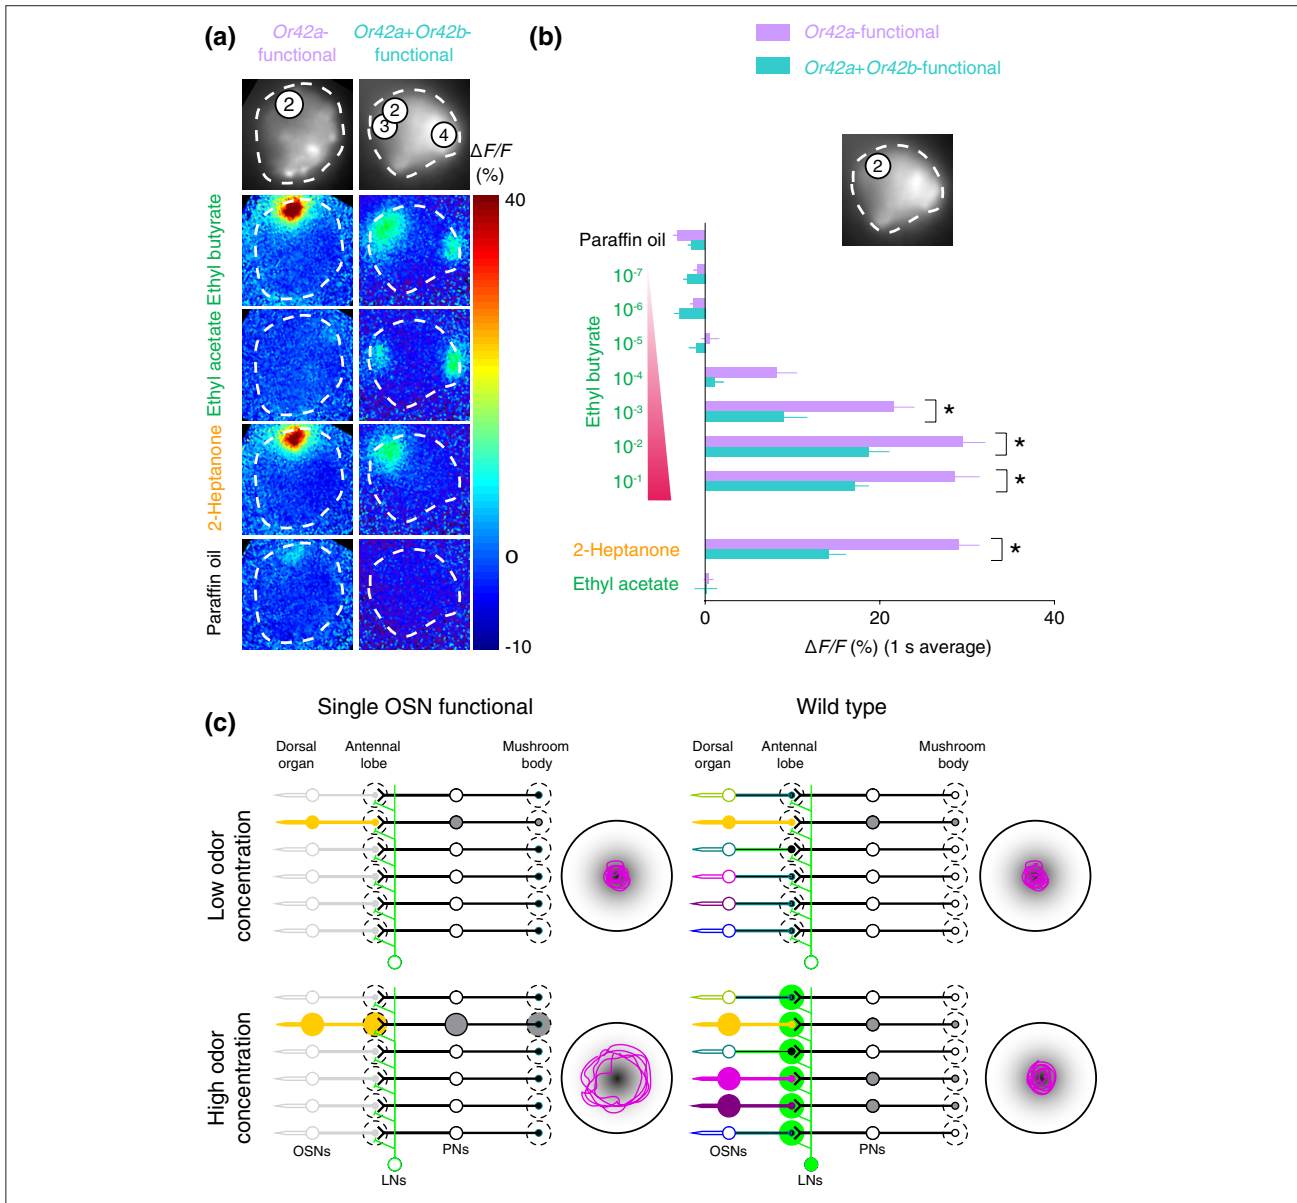 (a)
Or42a-
functional
Or42a+Or42b-
functional
2
2
3
4
ΔF/F
(%)
40
0
-10
Ethyl butyrate
Ethyl acetate
2-Heptanone
Paraffin oil
(b)
Or42a-functional
Or42a+Or42b-functional
2
Paraffin oil
10-7
10-6
10-5
10-4
10-3
10-2
10-1
Ethyl butyrate
*
*
*
2-Heptanone
*
Ethyl acetate
0
20
40
ΔF/F (%) (1 s average)
(c)
Single OSN functional
Wild type
Dorsal
organ
Antennal
lobe
Mushroom
body
Dorsal
organ
Antennal
lobe
Mushroom
body
Low odor
concentration
High odor
concentration
OSNs
PNs
LNs
OSNs
PNs
LNs